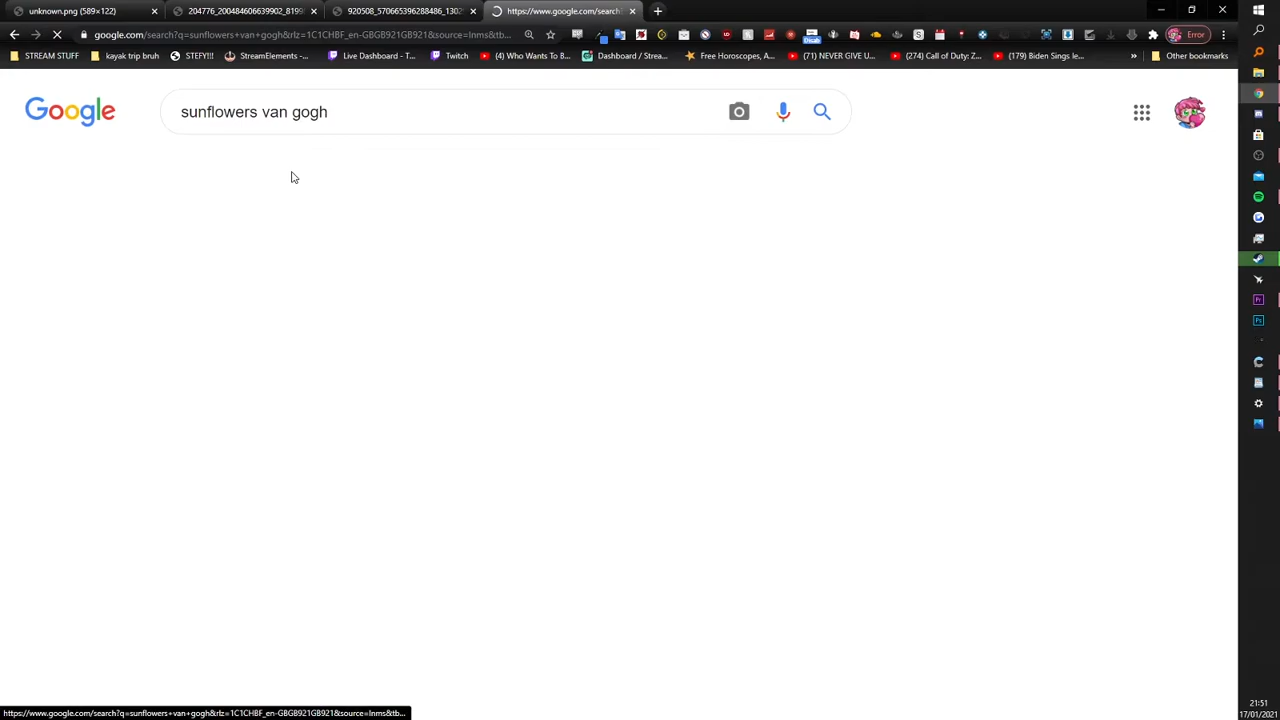 unknown.png (589×122)
204776_200484606639902_8199
920508_570665396288486_1302
https://www.google.com/search
google.com/search?q=sunflowers+van+gogh&rlz=1C1CHBF_en-GBGB921GB921&source=lnms&tb...
Error
STREAM STUFF
kayak trip bruh
STEFY!!!
StreamElements -...
Live Dashboard - T...
Twitch
(4) Who Wants To B...
Dashboard / Strea...
Free Horoscopes, A...
(71) NEVER GIVE U...
(274) Call of Duty: Z...
(179) Biden Sings le...
Other bookmarks
Google
sunflowers van gogh
https://www.google.com/search?q=sunflowers+van+gogh&rlz=1C1CHBF_en-GBGB921GB921&source=lnms&tb...
Pr
Ps
21:51
17/01/2021